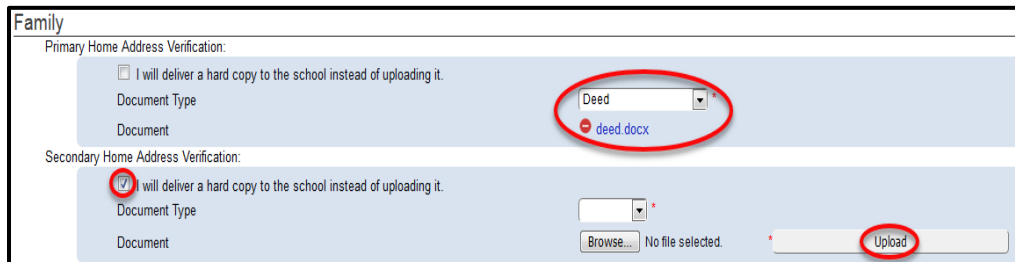 Family
Primary Home Address Verification:
I will deliver a hard copy to the school instead of uploading it.
Document Type Deed *
Document deed.docx
Secondary Home Address Verification:
I will deliver a hard copy to the school instead of uploading it.
Document Type *
Document Browse... No file selected. * Upload